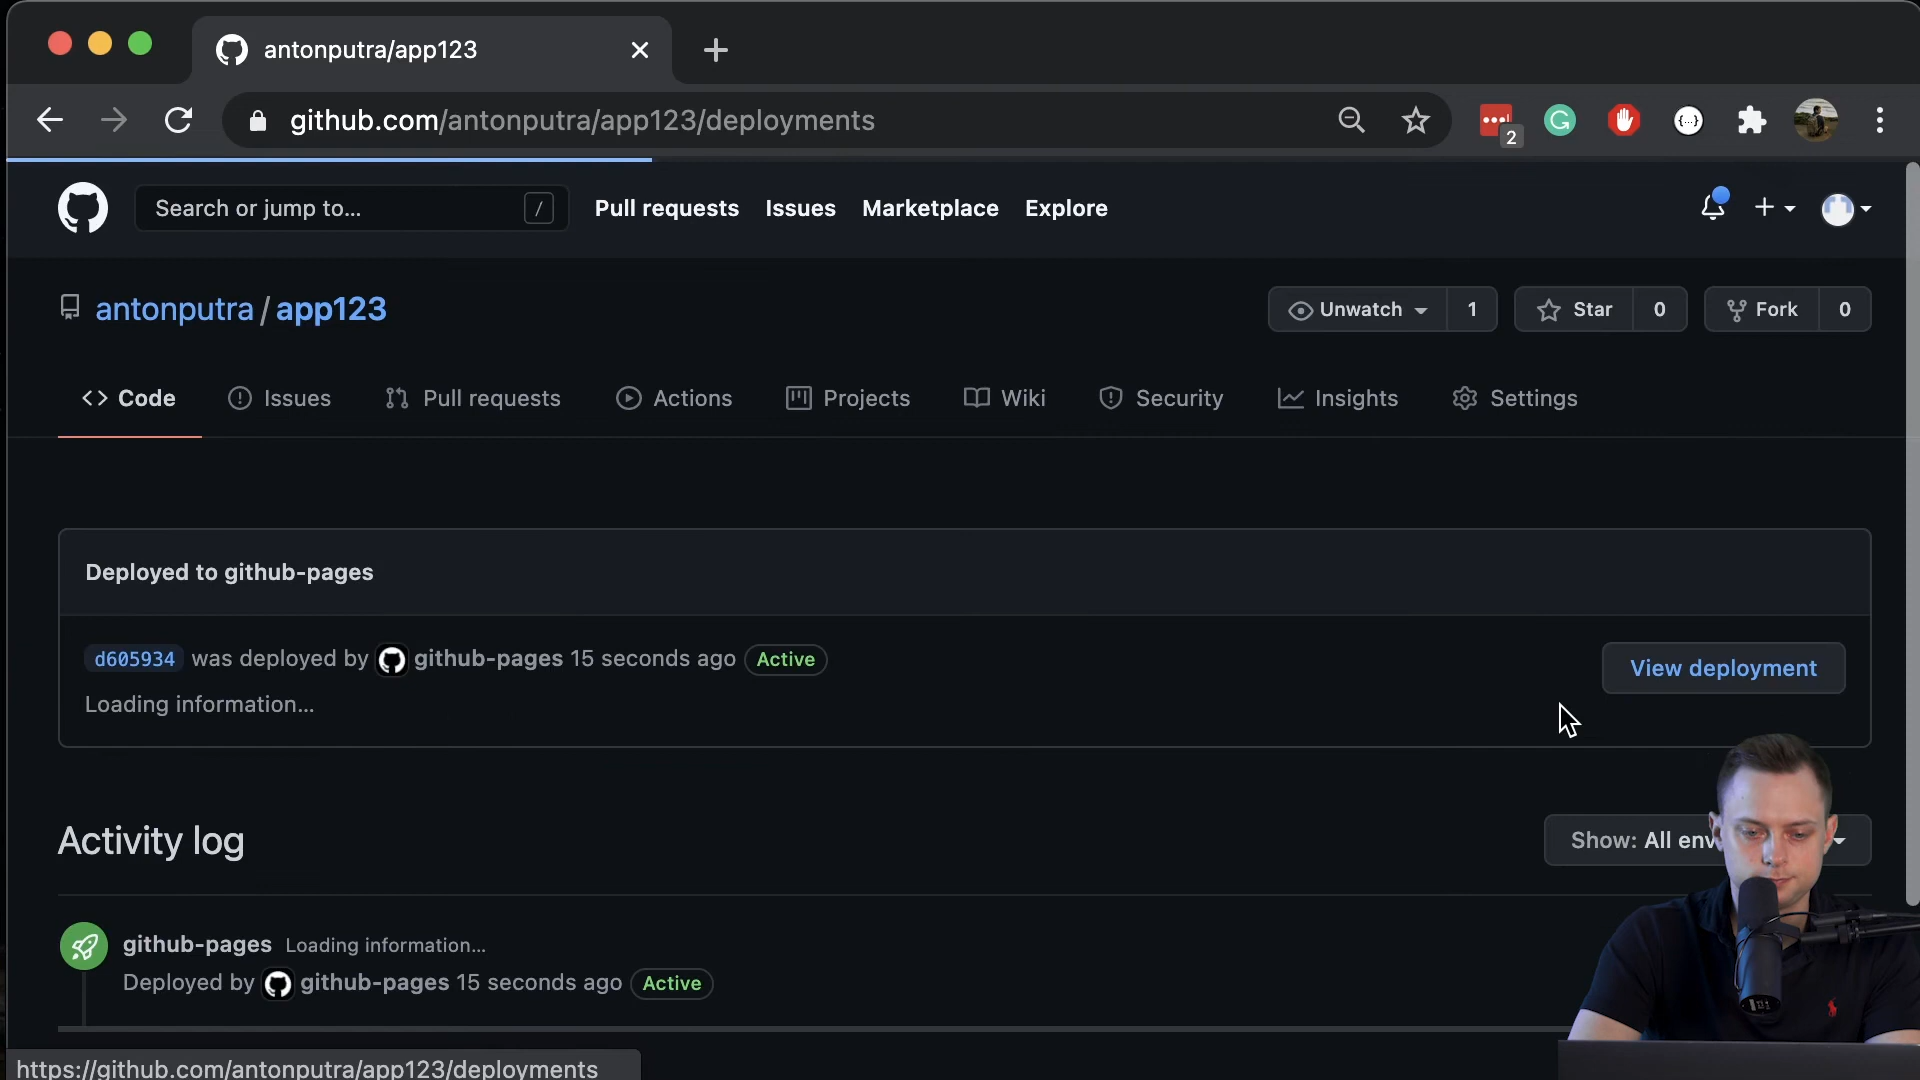 antonputra/app123
github.com/antonputra/app123/deployments
2
Search or jump to... /
Pull requests Issues Marketplace Explore
antonputra / app123
Unwatch 1 Star 0 Fork 0
Code Issues Pull requests Actions Projects Wiki Security Insights Settings
Deployed to github-pages
d605934 was deployed by github-pages 15 seconds ago Active
View deployment
Loading information...
Activity log
Show: All env
github-pages Loading information...
Deployed by github-pages 15 seconds ago Active
https://github.com/antonputra/app123/deployments